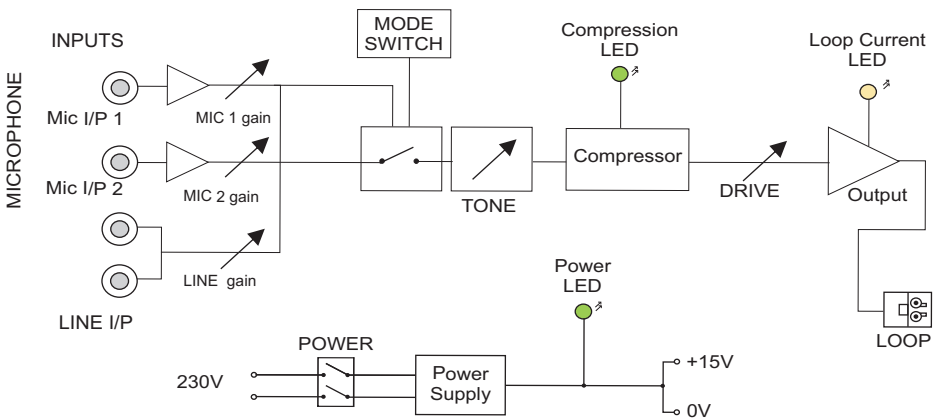 INPUTS
MODE
SWITCH
Compression
LED
Loop Current
LED
MICROPHONE
Mic I/P 1
MIC 1 gain
Mic I/P 2
MIC 2 gain
TONE
Compressor
DRIVE
Output
LINE gain
LINE I/P
LOOP
Power
LED
POWER
230V
Power
Supply
+15V
0V